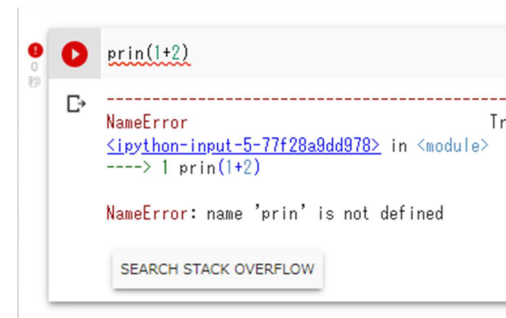 prin(1+2)
0
秒
NameError Tr
<ipython-input-5-77f28a9dd978> in <module>
----> 1 prin(1+2)
NameError: name 'prin' is not defined
SEARCH STACK OVERFLOW